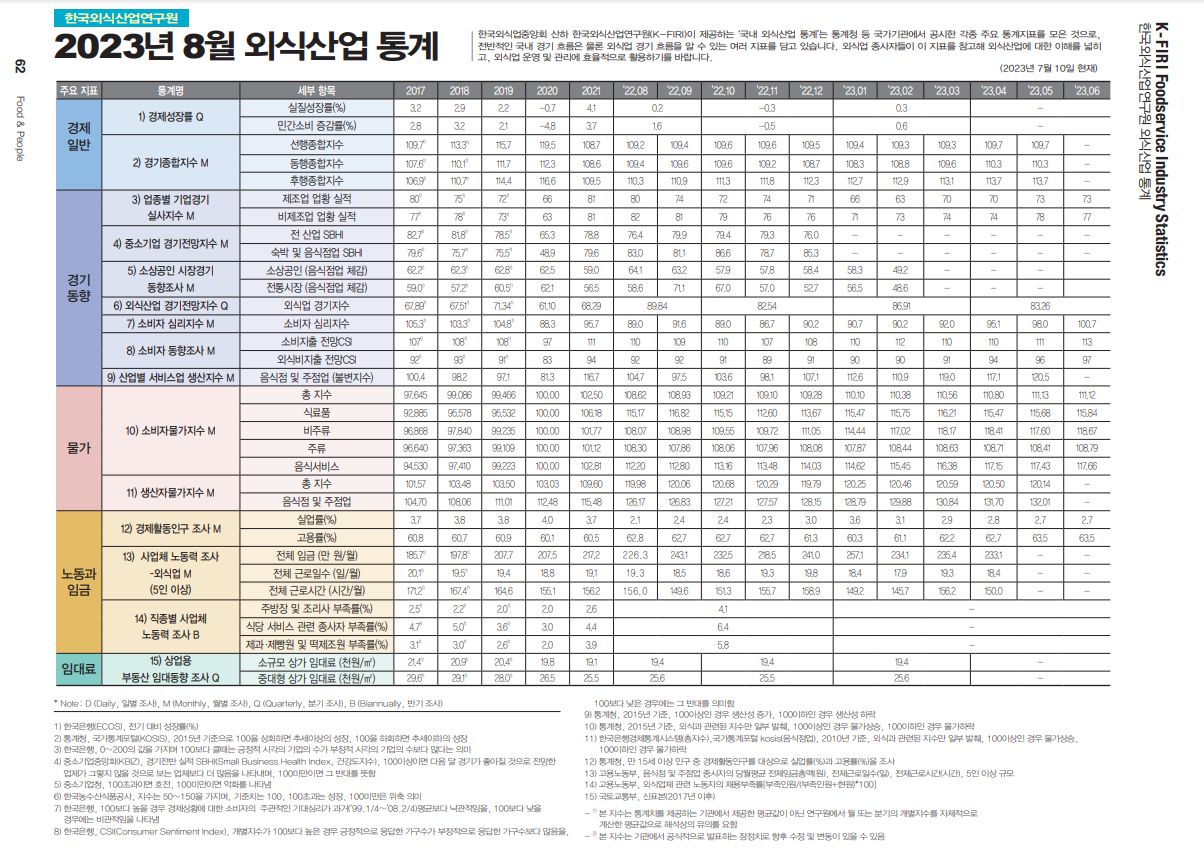 한국외식산업연구원
2023년 8월 외식산업 통계
한국외식업중앙회 산하 한국외식산업연구원(K-FIRI)이 제공하는 '국내 외식산업 통계'는 통계청 등 국가기관에서 공시한 각종 주요 통계지표를 모은 것으로,
전반적인 국내 경기 흐름은 물론 외식업 경기 흐름을 알 수 있는 여러 지표를 담고 있습니다. 외식업 종사자들이 이 지표를 참고해 외식산업에 대한 이해를 넓히
고, 외식업 운영 및 관리에 효율적으로 활용하기를 바랍니다.
(2023년 7월 10일 현재)
62
Food & People
K-FIRI Foodservice Industry Statistics
한국외식산업연구원 외식산업 통계
주요 지표 통계명 세부 항목 2017 2018 2019 2020 2021 '22.08 '22.09 '22.10 '22.11 '22.12 '23.01 '23.02 '23.03 '23.04 '23.05 '23.06
경제 일반
1) 경제성장률 Q 실질성장률(%) 3.2 2.9 2.2 -0.7 4.1 0.2 -0.3 0.3 -
민간소비 증감률(%) 2.8 3.2 2.1 -4.8 3.7 1.6 -0.5 0.6 -
2) 경기종합지수 M 선행종합지수 109.7 113.3 115.7 119.5 108.7 109.2 109.4 109.6 109.6 109.5 109.4 109.3 109.3 109.7 109.7 -
동행종합지수 107.6 110.1 111.7 112.3 108.6 109.4 109.6 109.6 109.2 108.7 108.3 108.8 109.6 110.3 110.3 -
후행종합지수 106.9 110.7 114.4 116.6 109.5 110.3 110.9 111.3 111.8 112.3 112.7 112.9 113.1 113.7 113.7 -
경기 동향
3) 업종별 기업경기 실사지수 M 제조업 업황 실적 80 75 72 66 81 80 74 72 74 71 66 63 70 70 73 73
비제조업 업황 실적 77 78 73 63 81 82 81 79 76 76 71 73 74 74 78 77
4) 중소기업 경기전망지수 M 전 산업 SBHI 82.7 81.8 78.5 65.3 78.8 76.4 79.9 79.4 79.3 76.0 - - - - - -
숙박 및 음식점업 SBHI 79.6 75.7 75.5 48.9 79.6 83.0 81.1 86.6 78.7 85.3 - - - - - -
5) 소상공인 시장경기 동향조사 M 소상공인 (음식점업 체감) 62.2 62.3 62.8 62.5 59.0 64.1 63.2 57.9 57.8 58.4 58.3 49.2 - - - -
전통시장 (음식점업 체감) 59.0 57.2 60.5 62.1 56.5 58.6 71.1 67.0 57.0 52.7 56.5 48.6 - - -
6) 외식산업 경기전망지수 Q 외식업 경기지수 67.89 67.51 71.34 61.10 68.29 89.84 82.54 86.91 83.26
7) 소비자 심리지수 M 소비자 심리지수 105.3 103.3 104.8 88.3 95.7 89.0 91.6 89.0 86.7 90.2 90.7 90.2 92.0 95.1 98.0 100.7
8) 소비자 동향조사 M 소비지출 전망CSI 107 108 108 97 111 110 109 110 107 108 110 112 110 110 111 113
외식비지출 전망CSI 92 93 91 83 94 92 92 91 89 91 90 90 91 94 96 97
9) 산업별 서비스업 생산지수 M 음식점 및 주점업 (불변지수) 100.4 98.2 97.1 81.3 116.7 104.7 97.5 103.6 98.1 107.1 112.6 110.9 119.0 117.1 120.5 -
물가
10) 소비자물가지수 M 총 지수 97.645 99.086 99.466 100.00 102.50 108.62 108.93 109.21 109.10 109.28 110.10 110.38 110.56 110.80 111.13 111.12
식료품 92.885 95.578 95.532 100.00 106.18 115.17 116.82 115.15 112.60 113.67 115.47 115.75 116.21 115.47 115.68 115.84
비주류 96.868 97.840 99.235 100.00 101.77 108.07 108.98 109.55 109.72 111.05 114.44 117.02 118.17 118.41 117.60 118.67
주류 96.640 97.363 99.109 100.00 101.12 108.30 107.86 108.06 107.96 108.08 107.87 108.44 108.63 108.71 108.41 108.79
음식서비스 94.530 97.410 99.223 100.00 102.81 112.20 112.80 113.16 113.48 114.03 114.62 115.45 116.38 117.15 117.43 117.66
11) 생산자물가지수 M 총 지수 101.57 103.48 103.50 103.03 109.60 119.98 120.06 120.68 120.29 119.79 120.25 120.46 120.59 120.50 120.14 -
음식점 및 주점업 104.70 108.06 111.01 112.48 115.48 126.17 126.83 127.21 127.57 128.15 128.79 129.88 130.84 131.70 132.01 -
노동과 임금
12) 경제활동인구 조사 M 실업률(%) 3.7 3.8 3.8 4.0 3.7 2.1 2.4 2.4 2.3 3.0 3.6 3.1 2.9 2.8 2.7 2.7
고용률(%) 60.8 60.7 60.9 60.1 60.5 62.8 62.7 62.7 62.7 61.3 60.3 61.1 62.2 62.7 63.5 63.5
13) 사업체 노동력 조사 -외식업 M (5인 이상) 전체 임금 (만 원/월) 185.7 197.8 207.7 207.5 217.2 226.3 243.1 232.5 218.5 241.0 257.1 234.1 235.4 233.1 - -
전체 근로일수 (일/월) 20.1 19.5 19.4 18.8 19.1 19.3 18.5 18.6 19.3 19.8 18.4 17.9 19.3 18.4 - -
전체 근로시간 (시간/월) 171.2 167.4 164.6 155.1 156.2 156.0 149.6 151.3 155.7 158.9 149.2 145.7 156.2 150.0 - -
14) 직종별 사업체 노동력 조사 B 주방장 및 조리사 부족률(%) 2.5 2.2 2.0 2.0 2.6 4.1 -
식당 서비스 관련 종사자 부족률(%) 4.7 5.0 3.6 3.0 4.4 6.4 -
제과·제빵원 및 떡제조원 부족률(%) 3.1 3.0 2.6 2.0 3.9 5.8 -
임대료
15) 상업용 부동산 임대동향 조사 Q 소규모 상가 임대료 (천원/㎡) 21.4 20.9 20.4 19.8 19.1 19.4 19.4 19.4 -
중대형 상가 임대료 (천원/㎡) 29.6 29.1 28.0 26.5 25.5 25.6 25.5 25.6 -
* Note: D (Daily, 일별 조사), M (Monthly, 월별 조사), Q (Quarterly, 분기 조사), B (Biannually, 반기 조사)
1) 한국은행(ECOS), 전기 대비 성장률(%)
2) 통계청, 국가통계포털(KOSIS), 2015년 기준으로 100을 상회하면 추세이상의 성장, 100을 하회하면 추세이하의 성장
3) 한국은행, 0~200의 값을 가지며 100보다 클때는 긍정적 시각의 기업의 수가 부정적 시각의 기업의 수보다 많다는 의미
4) 중소기업중앙회(KBIZ), 경기전반 실적 SBHI(Small Business Health Index, 건강도지수), 100이상이면 다음 달 경기가 좋아질 것으로 전망한
업체가 그렇지 않을 것으로 보는 업체보다 더 많음을 나타내며, 100미만이면 그 반대를 뜻함
5) 중소기업청, 100초과이면 호전, 100미만이면 악화를 나타냄
6) 한국농수산식품공사, 지수는 50~150을 가지며, 기준치는 100, 100초과는 성장, 100미만은 위축 의미
7) 한국은행, 100보다 높을 경우 경제상황에 대한 소비자의 주관적인 기대심리가 과거('99.1/4~'08.2/4)평균보다 낙관적임을, 100보다 낮을
경우에는 비관적임을 나타냄
8) 한국은행, CSI(Consumer Sentiment Index), 개별지수가 100보다 높은 경우 긍정적으로 응답한 가구수가 부정적으로 응답한 가구수보다 많음을,
100보다 낮은 경우에는 그 반대를 의미함
9) 통계청, 2015년 기준, 100이상인 경우 생산성 증가, 100이하인 경우 생산성 하락
10) 통계청, 2015년 기준, 외식과 관련된 지수만 일부 발췌, 100이상인 경우 물가상승, 100이하인 경우 물가하락
11) 한국은행경제통계시스템(총지수),국가통계포털 kosis(음식점업), 2010년 기준, 외식과 관련된 지수만 일부 발췌, 100이상인 경우 물가상승,
100이하인 경우 물가하락
12) 통계청, 만 15세 이상 인구 중 경제활동인구를 대상으로 실업률(%)과 고용률(%)을 조사
13) 고용노동부, 음식점 및 주점업 종사자의 당월평균 전체임금총액(원), 전체근로일수(일), 전체근로시간(시간), 5인 이상 규모
14) 고용노동부, 외식업체 관련 노동자의 채용부족률[부족인원/(부족인원+현원)*100]
15) 국토교통부, 신표본(2017년 이후)
- 1) 본 지수는 통계치를 제공하는 기관에서 제공한 평균값이 아닌 연구원에서 월 또는 분기의 개별지수를 자체적으로
계산한 평균값으로 해석상의 유의를 요함
- 2) 본 지수는 기관에서 공식적으로 발표하는 잠정치로 향후 수정 및 변동이 있을 수 있음